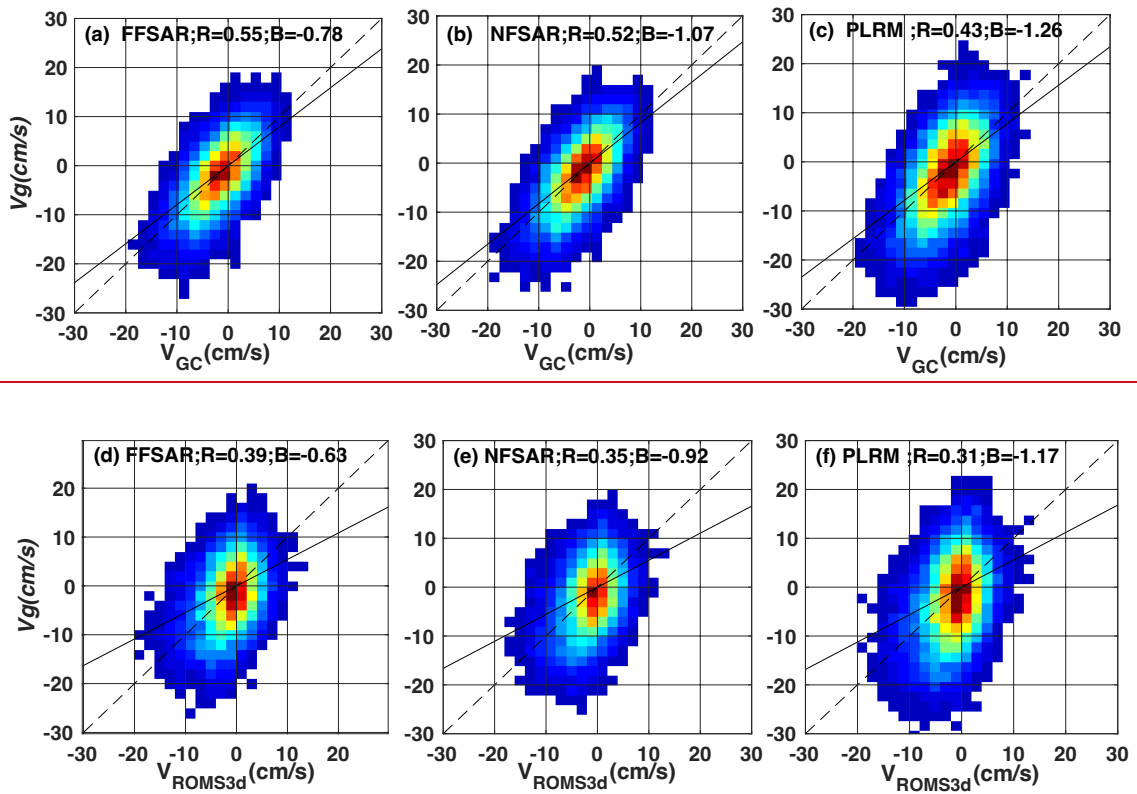 (a) FFSAR;R=0.55;B=-0.78
30
20
10
0
-10
-20
-30
Vg(cm/s)
-30 -20 -10 0 10 20 30
V_GC(cm/s)
(b) NFSAR;R=0.52;B=-1.07
30
20
10
0
-10
-20
-30
-30 -20 -10 0 10 20 30
V_GC(cm/s)
(c) PLRM ;R=0.43;B=-1.26
30
20
10
0
-10
-20
-30
-30 -20 -10 0 10 20 30
V_GC(cm/s)
(d) FFSAR;R=0.39;B=-0.63
20
10
0
-10
-20
-30
Vg(cm/s)
-30 -20 -10 0 10 20
V_ROMS3d(cm/s)
(e) NFSAR;R=0.35;B=-0.92
30
20
10
0
-10
-20
-30
-30 -20 -10 0 10 20 30
V_ROMS3d(cm/s)
(f) PLRM ;R=0.31;B=-1.17
30
20
10
0
-10
-20
-30
-30 -20 -10 0 10 20 30
V_ROMS3d(cm/s)